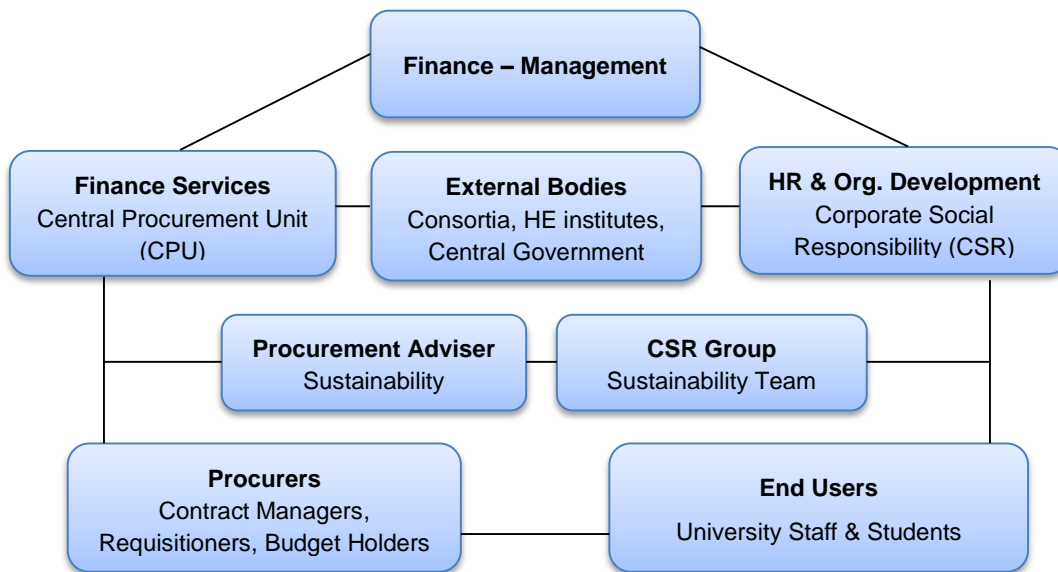 Finance – Management
Finance Services
Central Procurement Unit
(CPU)
External Bodies
Consortia, HE institutes,
Central Government
HR & Org. Development
Corporate Social
Responsibility (CSR)
Procurement Adviser
Sustainability
CSR Group
Sustainability Team
Procurers
Contract Managers,
Requisitioners, Budget Holders
End Users
University Staff & Students